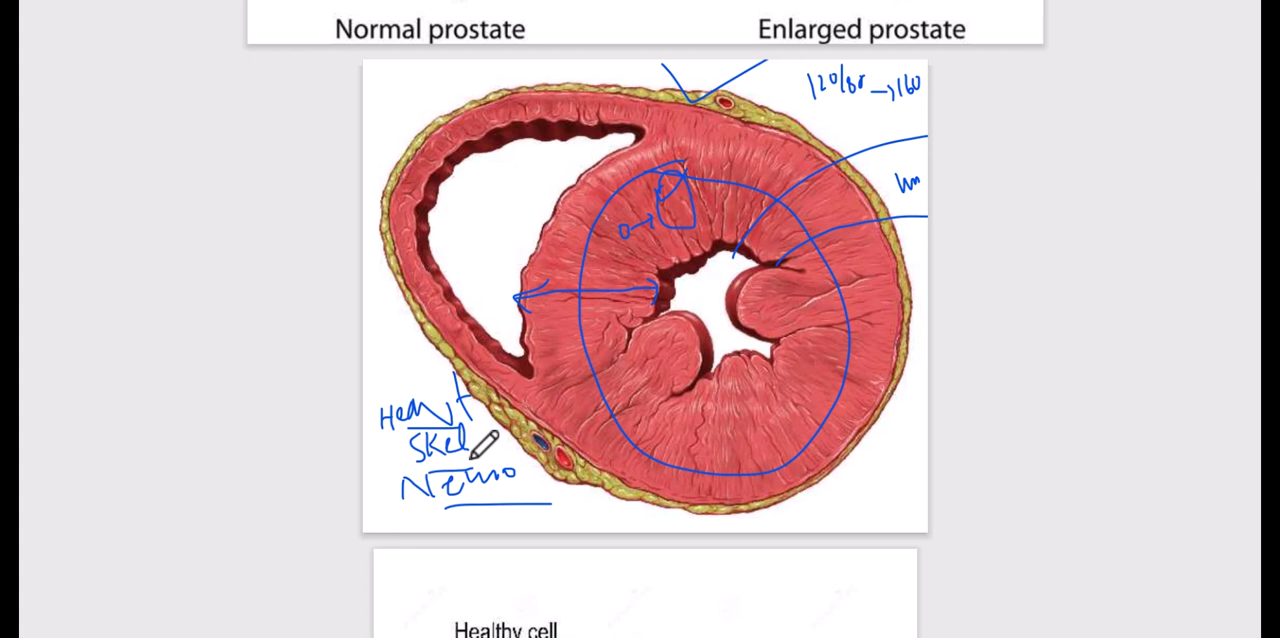 Normal prostate Enlarged prostate
120/80 → 160
Heart
Skel
Neuro
Healthy cell